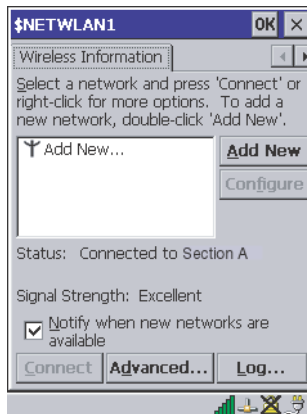 $NETWLAN1 OK ×
Wireless Information
Select a network and press 'Connect' or
right-click for more options. To add a
new network, double-click 'Add New'.
Add New...
Add New
Configure
Status: Connected to Section A
Signal Strength: Excellent
Notify when new networks are
available
Connect Advanced... Log...